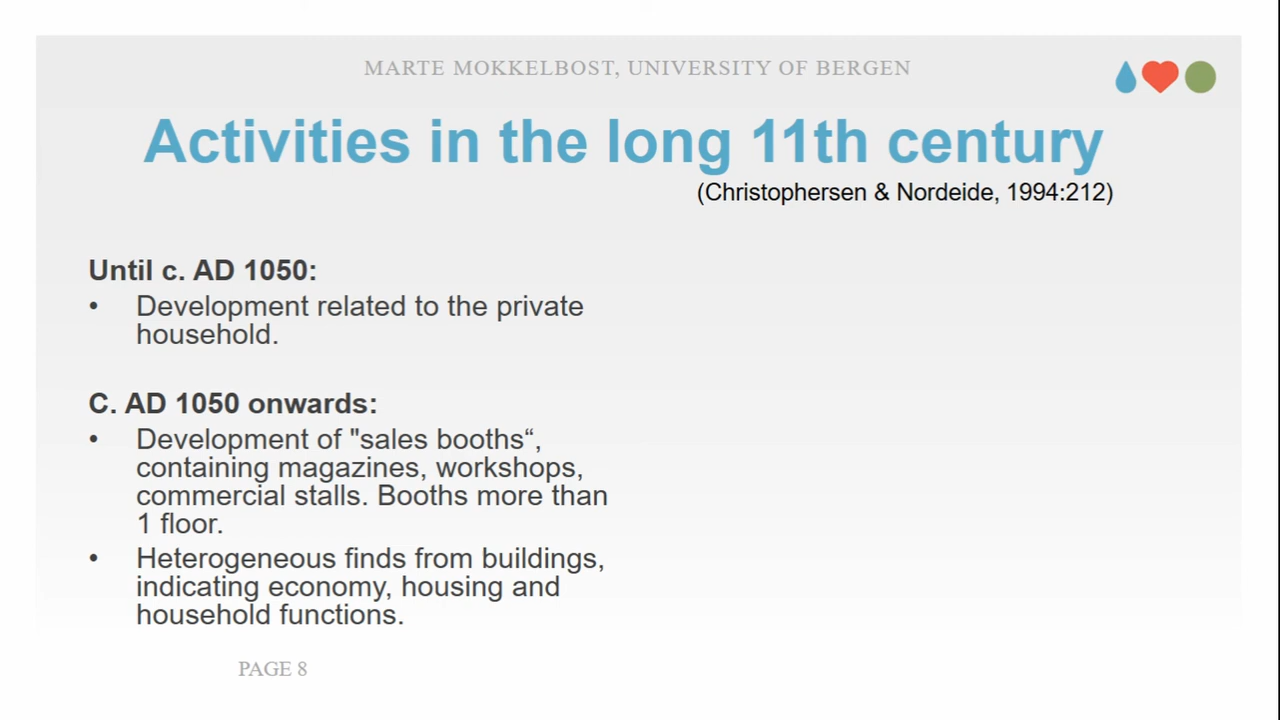 MARTE MOKKELBOST, UNIVERSITY OF BERGEN
Activities in the long 11th century
(Christophersen & Nordeide, 1994:212)
Until c. AD 1050:
• Development related to the private
household.
C. AD 1050 onwards:
• Development of "sales booths“,
containing magazines, workshops,
commercial stalls. Booths more than
1 floor.
• Heterogeneous finds from buildings,
indicating economy, housing and
household functions.
PAGE 8